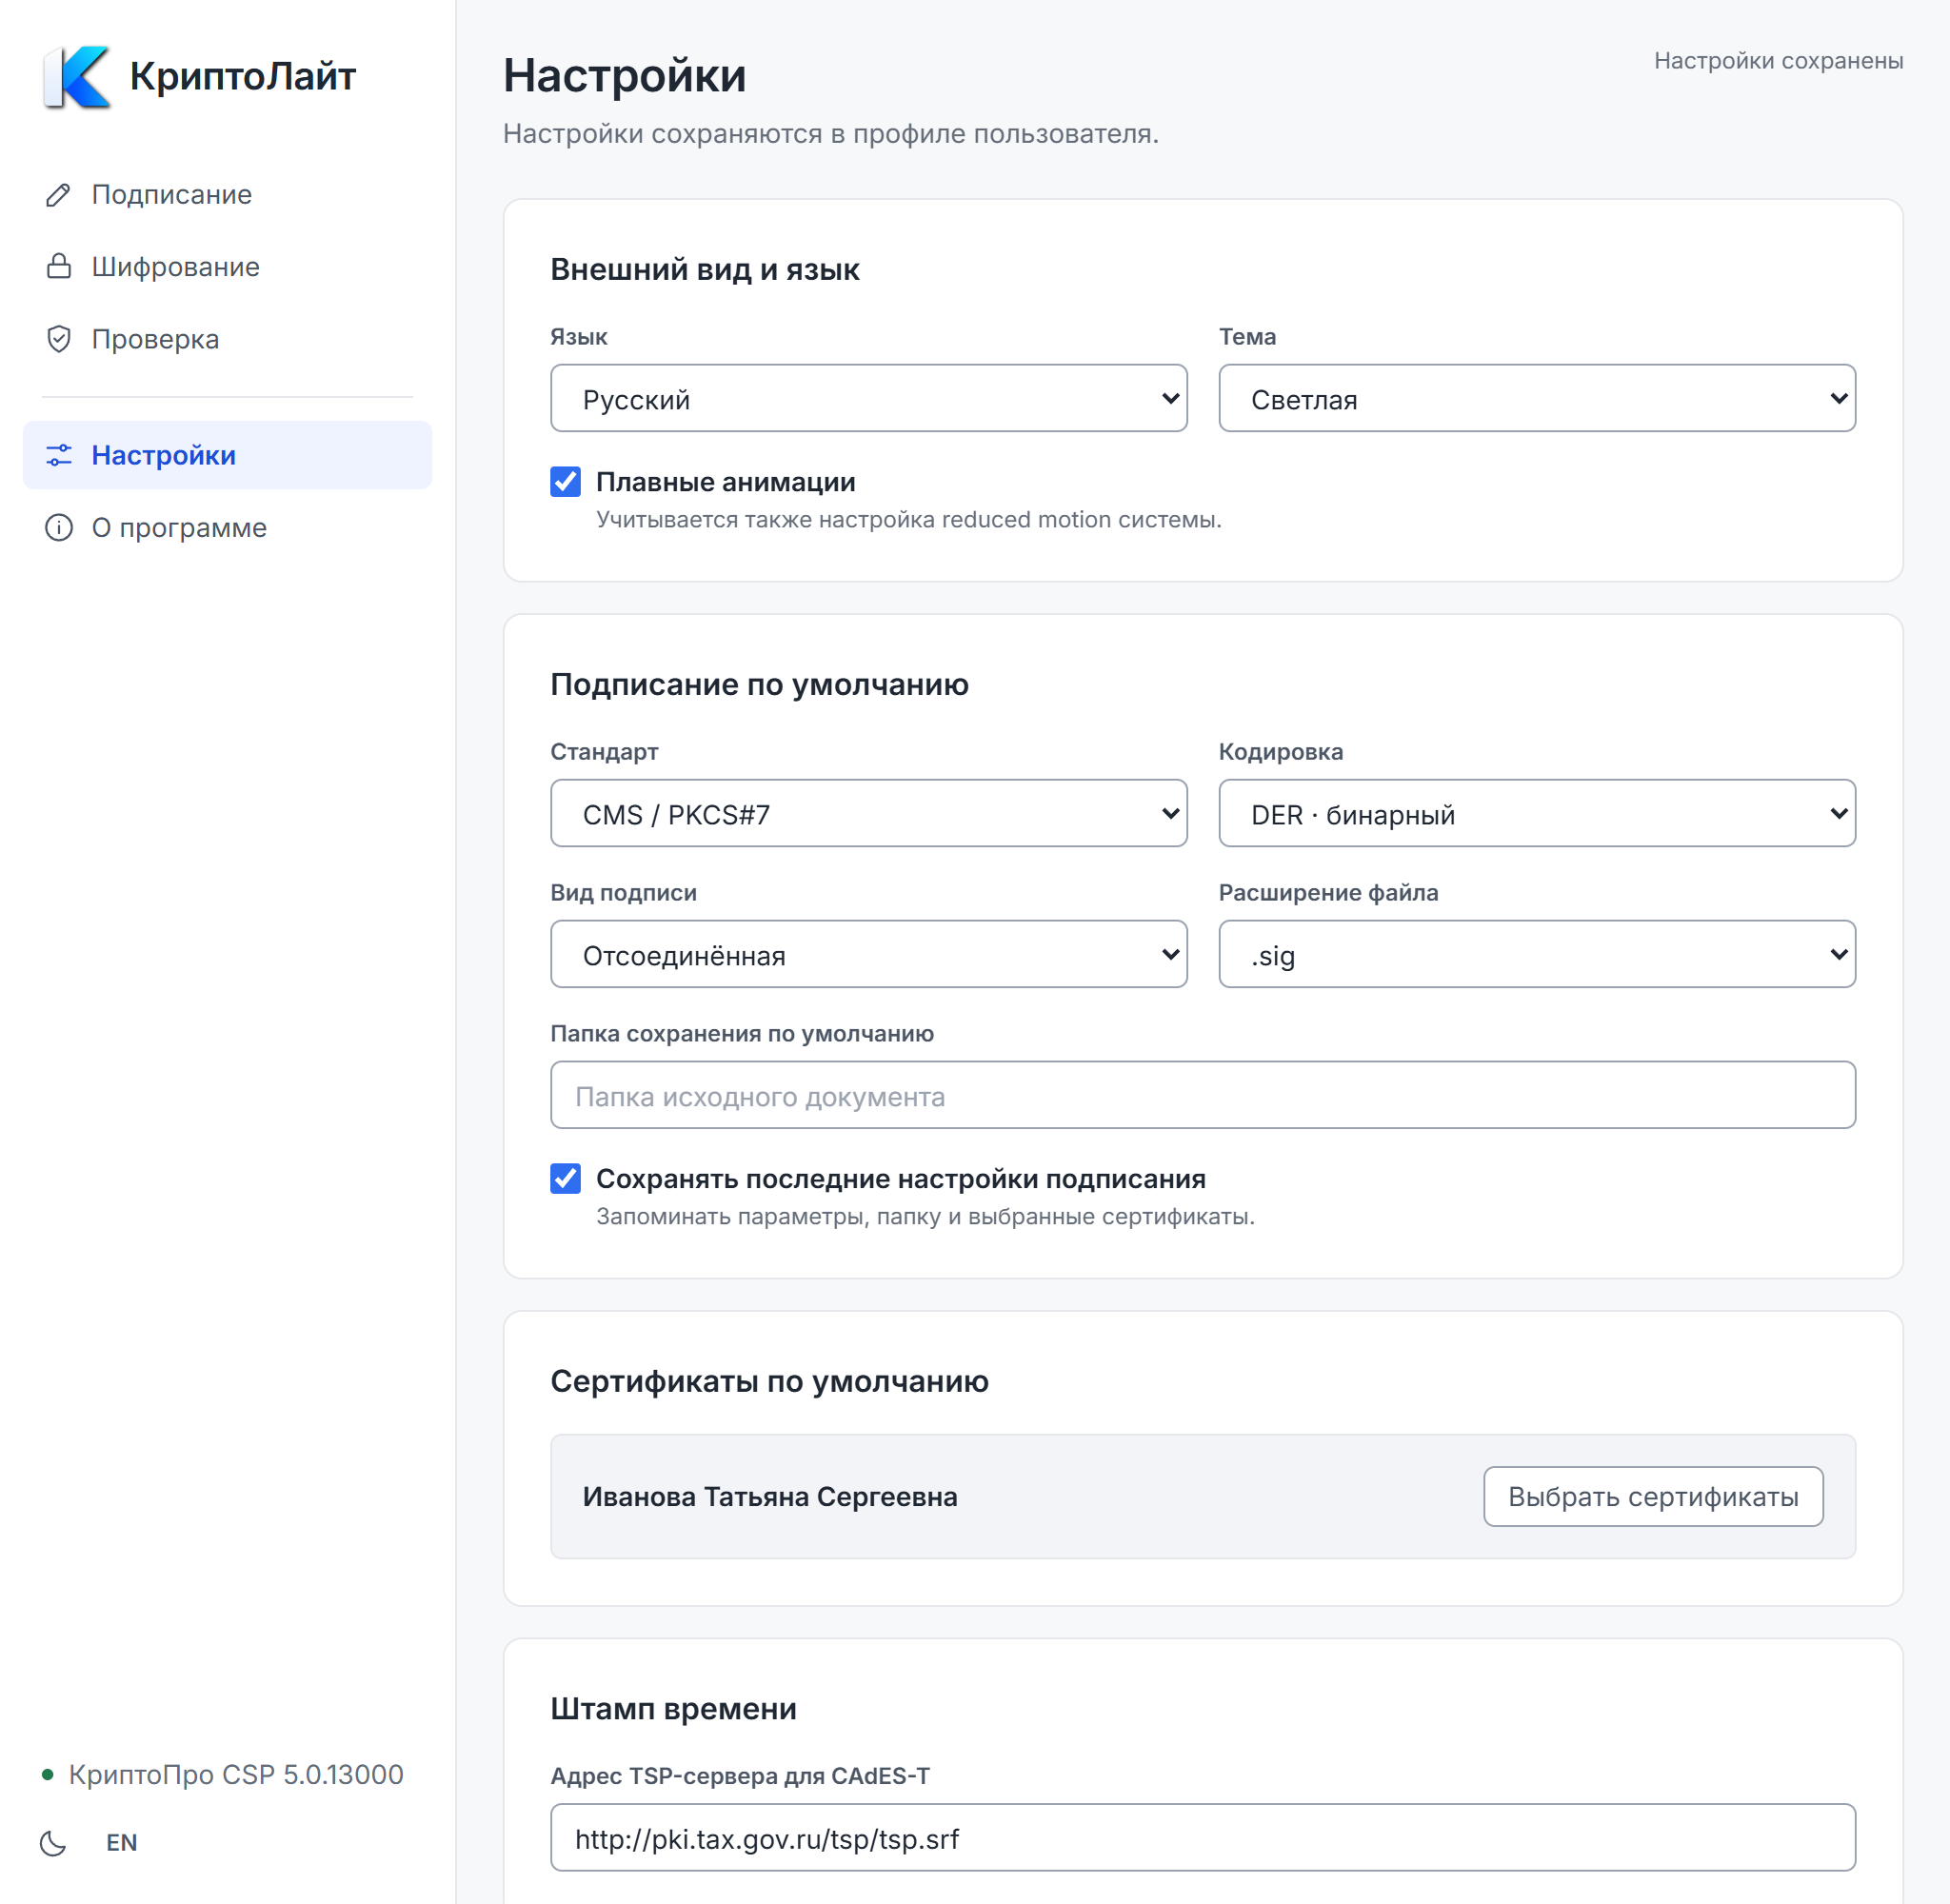 КриптоЛайт
Подписание
Шифрование
Проверка
Настройки
О программе
КриптоПро CSP 5.0.13000
EN
Настройки
Настройки сохранены
Настройки сохраняются в профиле пользователя.
Внешний вид и язык
Язык
Тема
Русский
Светлая
Плавные анимации
Учитывается также настройка reduced motion системы.
Подписание по умолчанию
Стандарт
Кодировка
CMS / PKCS#7
DER · бинарный
Вид подписи
Расширение файла
Отсоединённая
.sig
Папка сохранения по умолчанию
Папка исходного документа
Сохранять последние настройки подписания
Запоминать параметры, папку и выбранные сертификаты.
Сертификаты по умолчанию
Иванова Татьяна Сергеевна
Выбрать сертификаты
Штамп времени
Адрес TSP-сервера для CAdES-T
http://pki.tax.gov.ru/tsp/tsp.srf